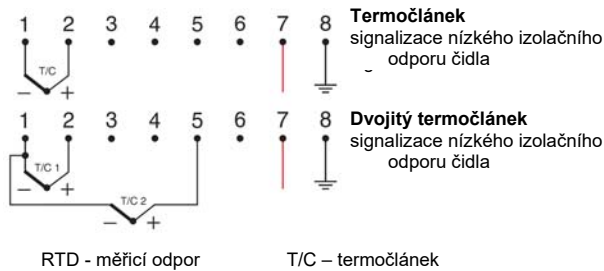 1 2 3 4 5 6 7 8
T/C
− +
Termočlánek
signalizace nízkého izolačního
odporu čidla
1 2 3 4 5 6 7 8
T/C 1
− +
T/C 2
− +
Dvojitý termočlánek
signalizace nízkého izolačního
odporu čidla
RTD - měřicí odpor T/C – termočlánek